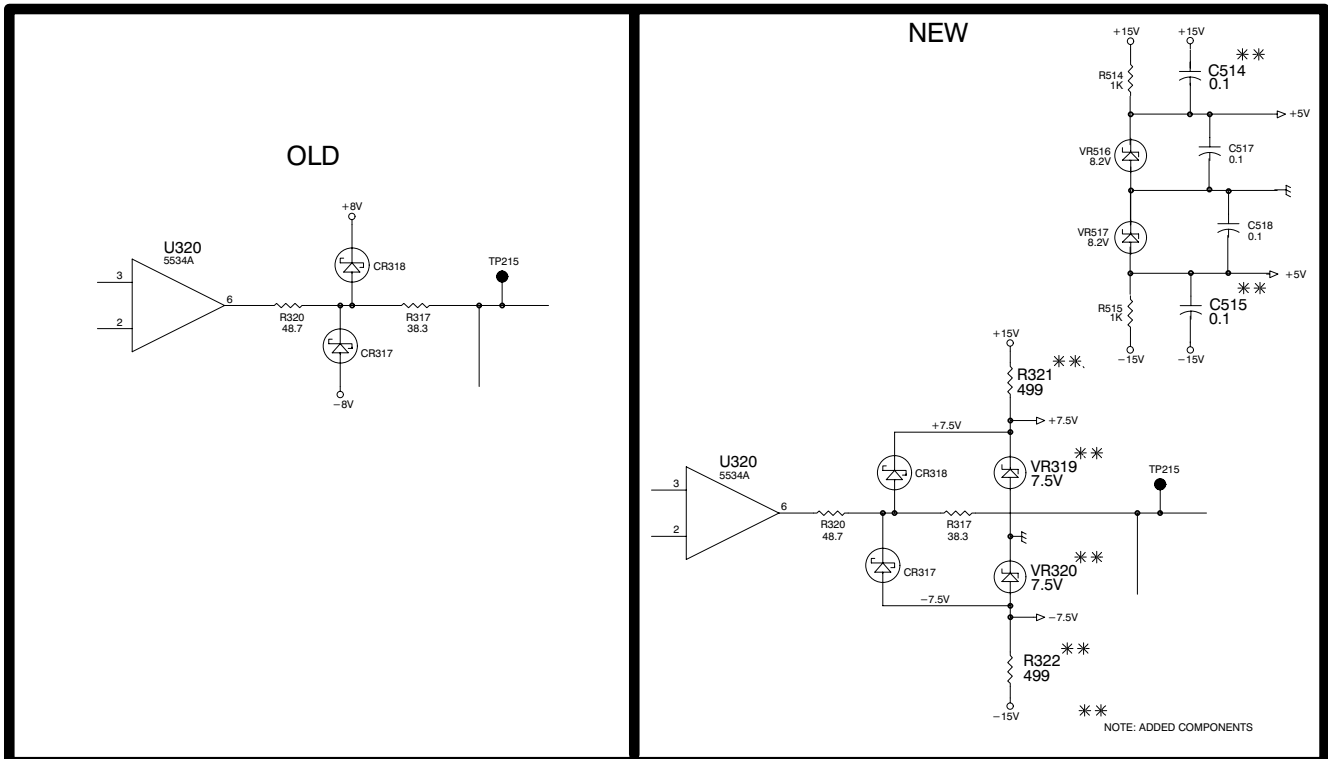 OLD
+8V
U320
5534A
3
2
6
CR318
TP215
R320
48.7
R317
38.3
CR317
−8V
NEW
+15V
+15V
**
R514
1K
C514
0.1
+5V
VR516
8.2V
C517
0.1
VR517
8.2V
C518
0.1
+5V
**
R515
1K
C515
0.1
−15V
−15V
+15V
**.
R321
499
+7.5V
+7.5V
U320
5534A
3
2
6
CR318
**
VR319
7.5V
TP215
R320
48.7
R317
38.3
CR317
**
VR320
7.5V
−7.5V
−7.5V
**
R322
499
−15V
**
NOTE: ADDED COMPONENTS